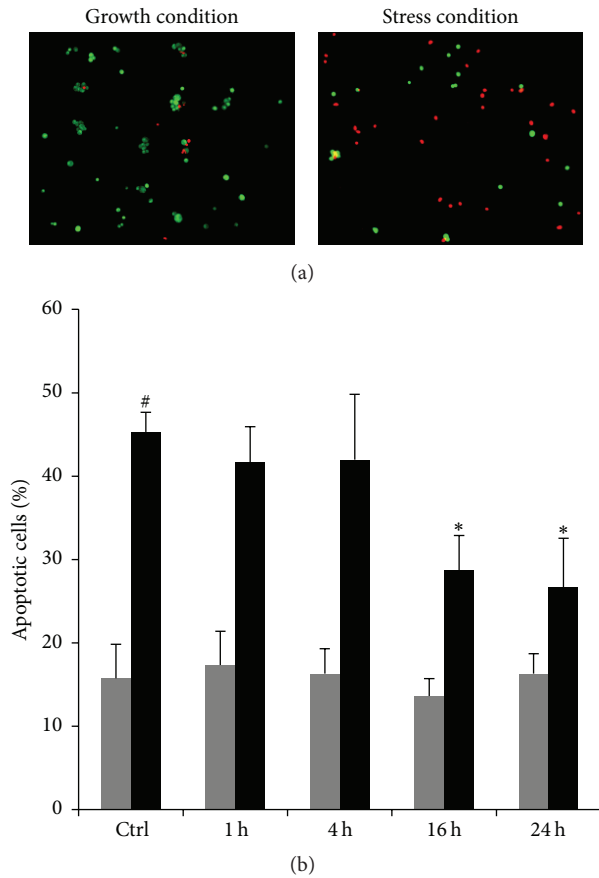 Growth condition
Stress condition
(a)
60
50
40
30
20
10
0
Apoptotic cells (%)
#
*
*
Ctrl
1 h
4 h
16 h
24 h
(b)